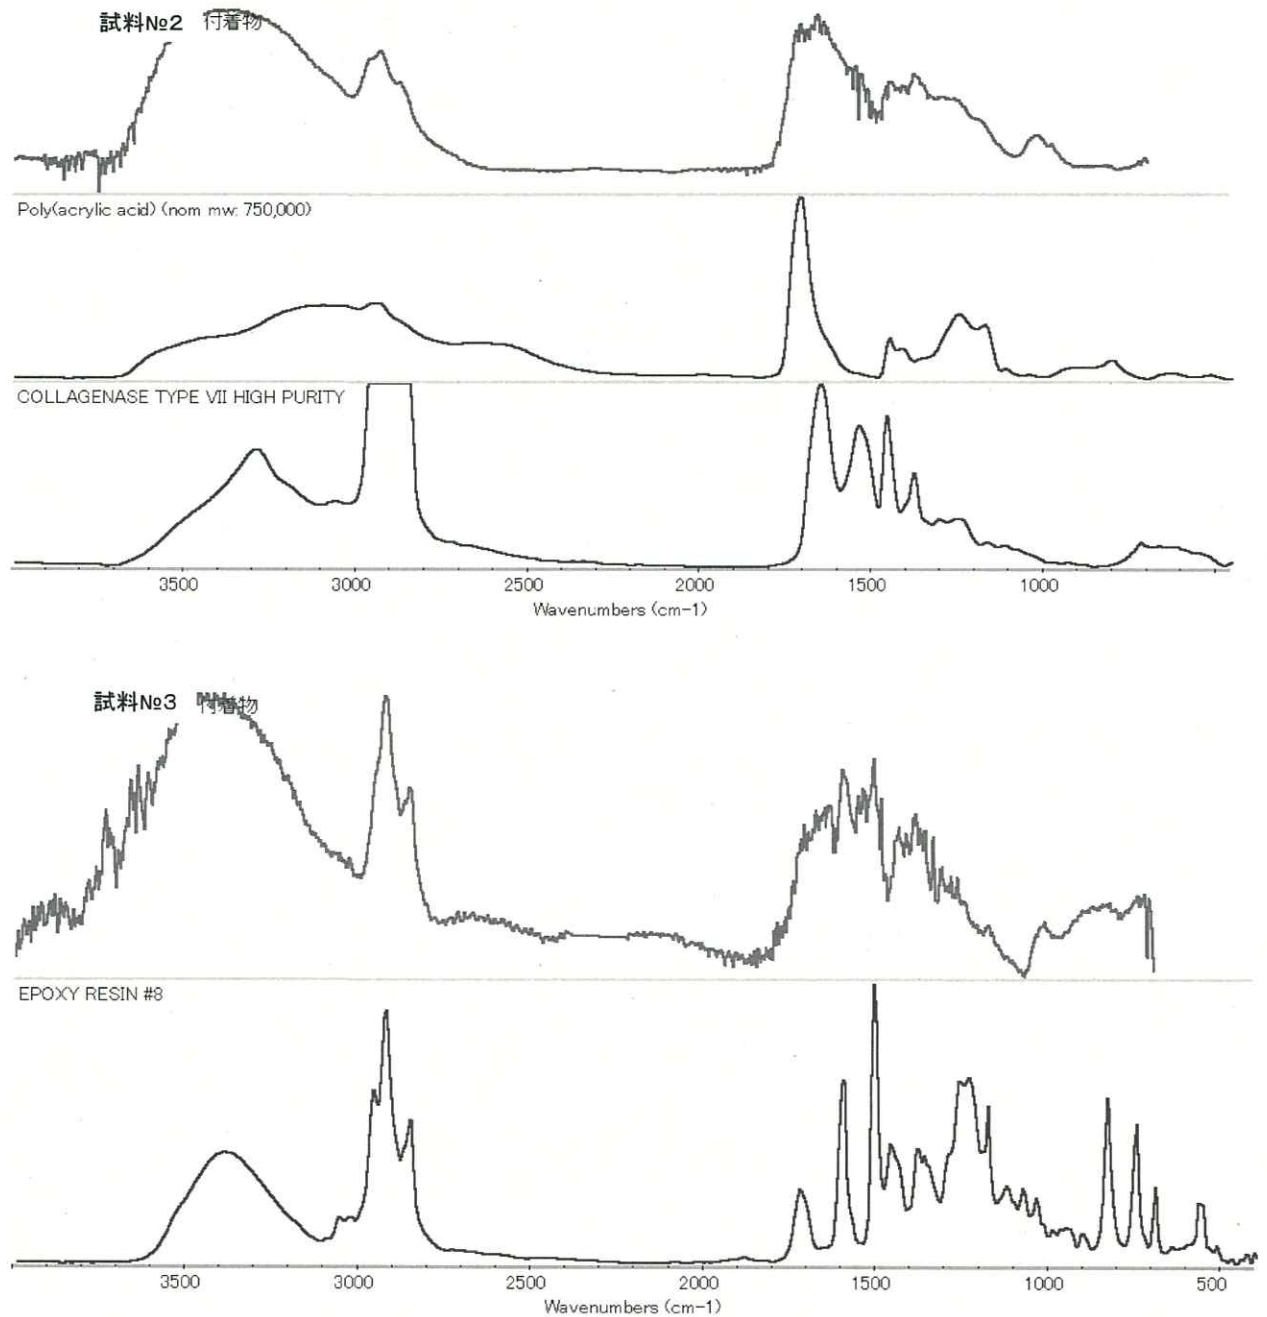 試料№2 付着物
Poly(acrylic acid) (nom mw: 750,000)
COLLAGENASE TYPE VII HIGH PURITY
3500 3000 2500 2000 1500 1000
Wavenumbers (cm-1)
試料№3 付着物
EPOXY RESIN #8
3500 3000 2500 2000 1500 1000 500
Wavenumbers (cm-1)